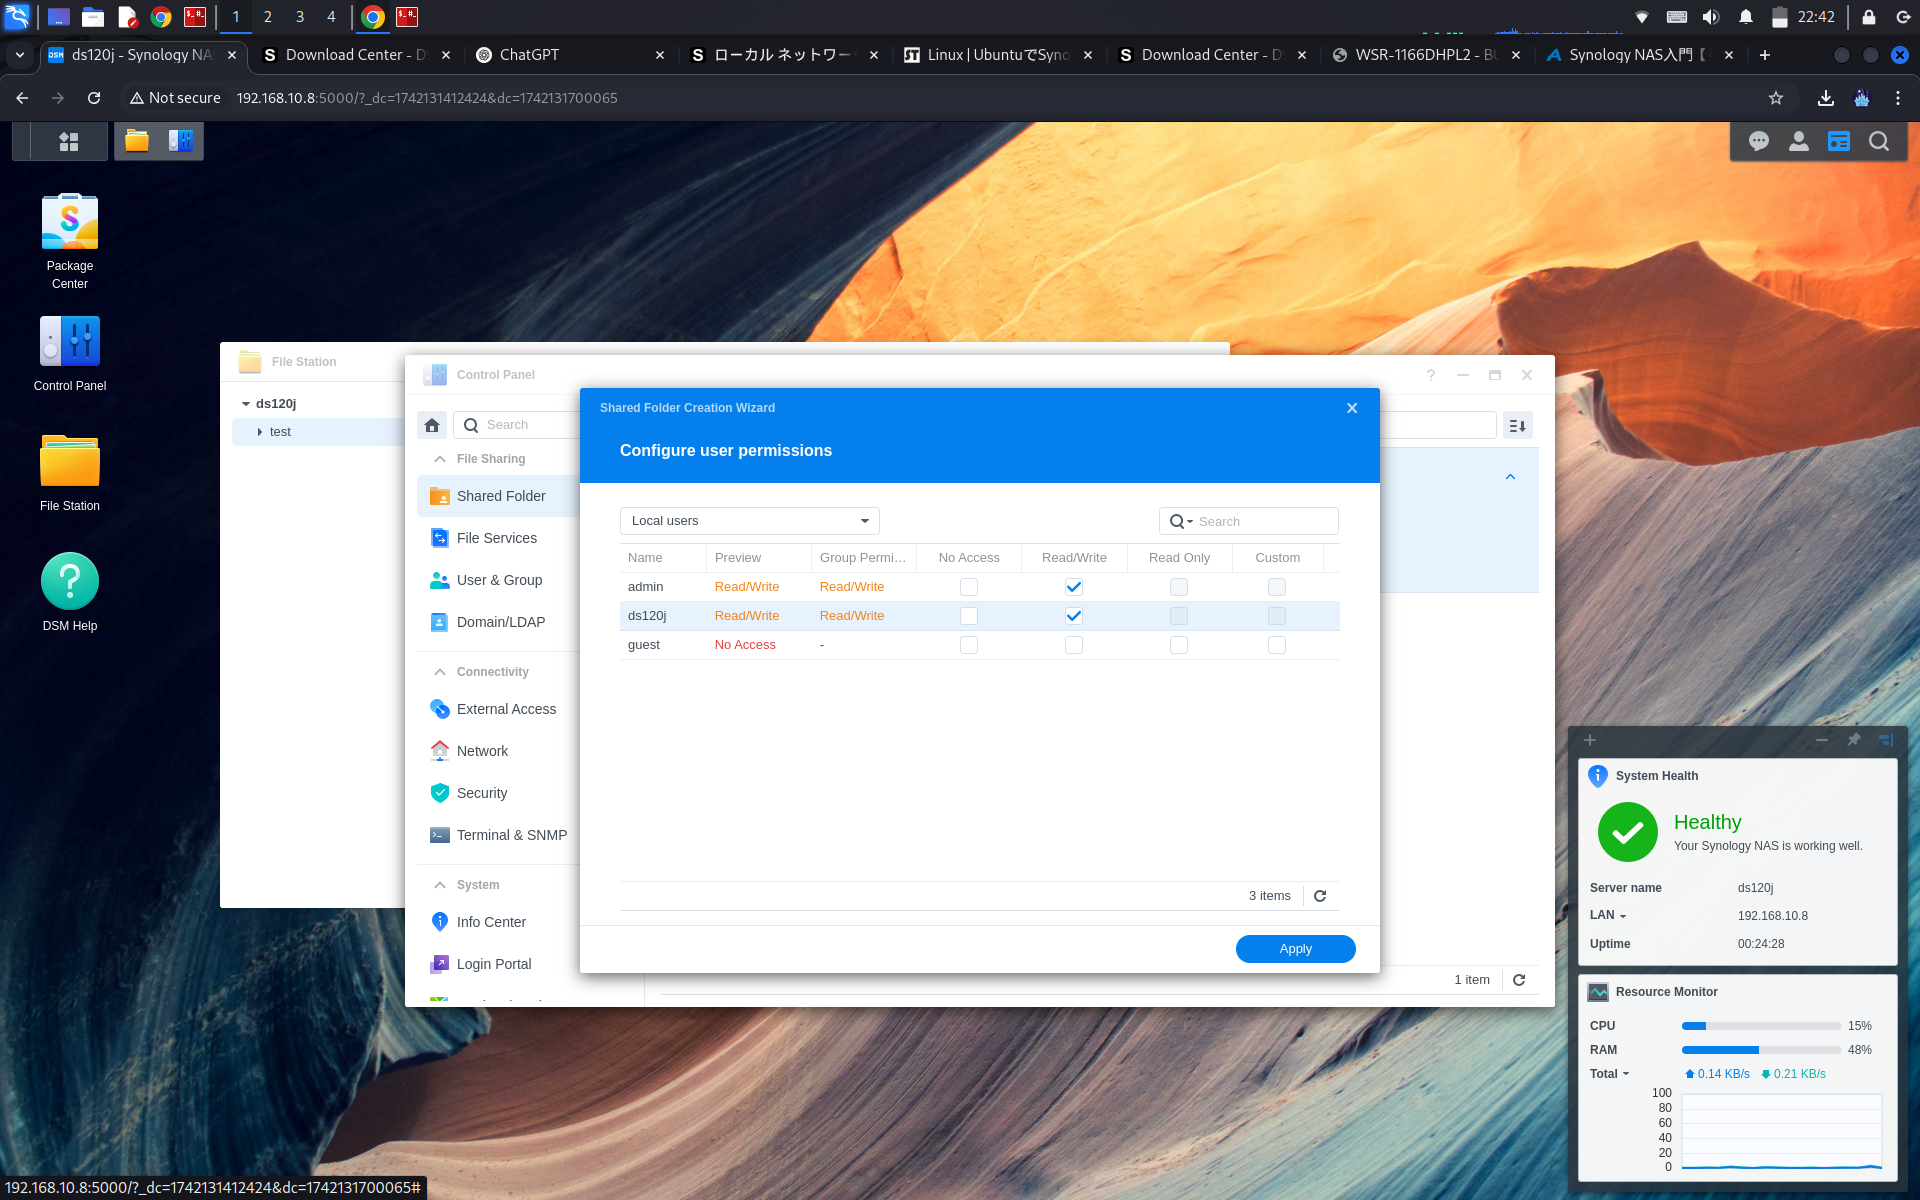 1 2 3 4
22:42
ds120j - Synology NA
Download Center - D
ChatGPT
ローカル ネットワー
Linux | UbuntuでSyno
Download Center - D
WSR-1166DHPL2 - BU
Synology NAS入門【
Not secure
192.168.10.8:5000/?_dc=1742131412424&dc=1742131700065
Package
Center
Control Panel
File Station
DSM Help
File Station
ds120j
test
Control Panel
Search
File Sharing
Shared Folder
File Services
User & Group
Domain/LDAP
Connectivity
External Access
Network
Security
Terminal & SNMP
System
Info Center
Login Portal
1 item
Shared Folder Creation Wizard
Configure user permissions
Local users
Search
Name Preview Group Permi... No Access Read/Write Read Only Custom
admin Read/Write Read/Write
ds120j Read/Write Read/Write
guest No Access -
3 items
Apply
System Health
Healthy
Your Synology NAS is working well.
Server name ds120j
LAN 192.168.10.8
Uptime 00:24:28
Resource Monitor
CPU 15%
RAM 48%
Total 0.14 KB/s 0.21 KB/s
100
80
60
40
20
0
192.168.10.8:5000/?_dc=1742131412424&dc=1742131700065#